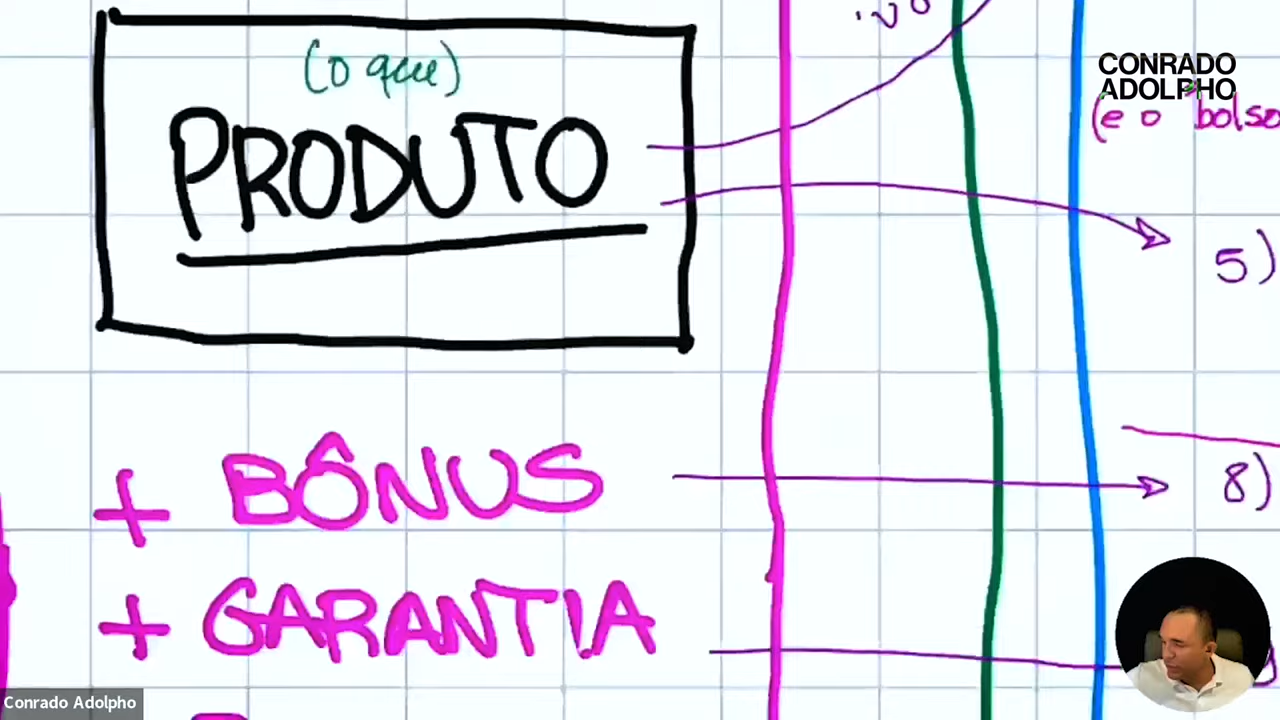 (o que)
PRODUTO
CONRADO
ADOLPHO
(e o bolso
5)
+ BÔNUS
8)
+ GARANTIA
Conrado Adolpho